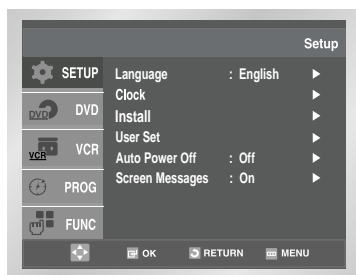 Setup
SETUP
DVD
DVD
VCR
VCR
PROG
FUNC
Language : English
Clock
Install
User Set
Auto Power Off : Off
Screen Messages : On
OK RETURN MENU